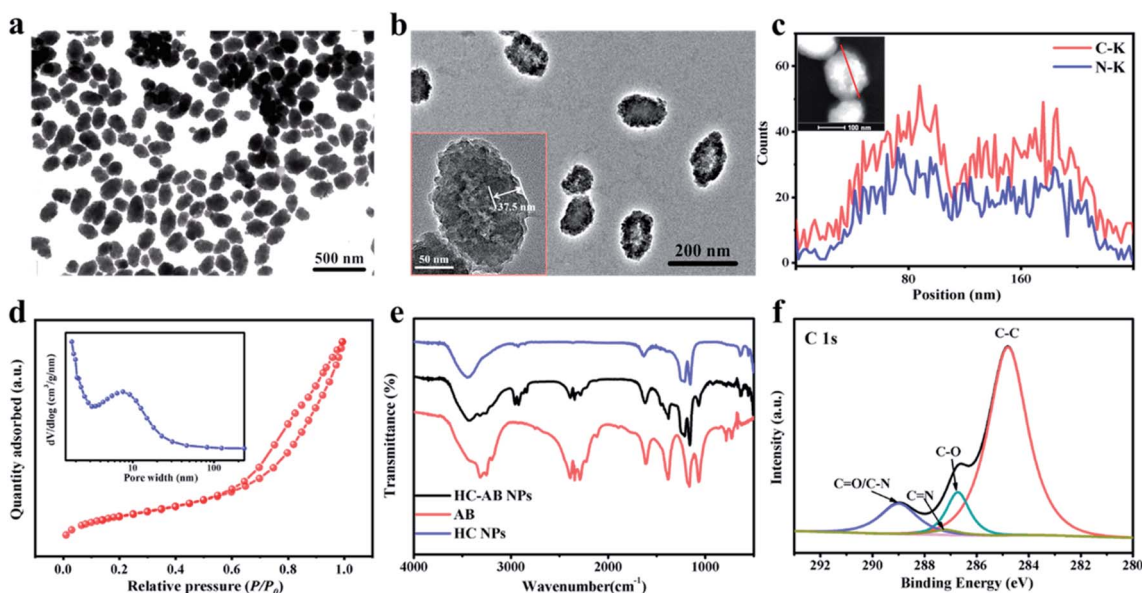 a
500 nm
b
37.5 nm
50 nm
200 nm
c
C-K
N-K
100 nm
60
40
20
0
Counts
80
160
Position (nm)
d
Quantity adsorbed (a.u.)
dV/dlog (cm³/g/nm)
10
100
Pore width (nm)
0.0
0.2
0.4
0.6
0.8
1.0
Relative pressure (P/P₀)
e
Transmittance (%)
HC-AB NPs
AB
HC NPs
4000
3000
2000
1000
Wavenumber(cm⁻¹)
f
C 1s
C-C
C-O
C=N
C=O/C-N
Intensity (a.u.)
292
290
288
286
284
282
280
Binding Energy (eV)